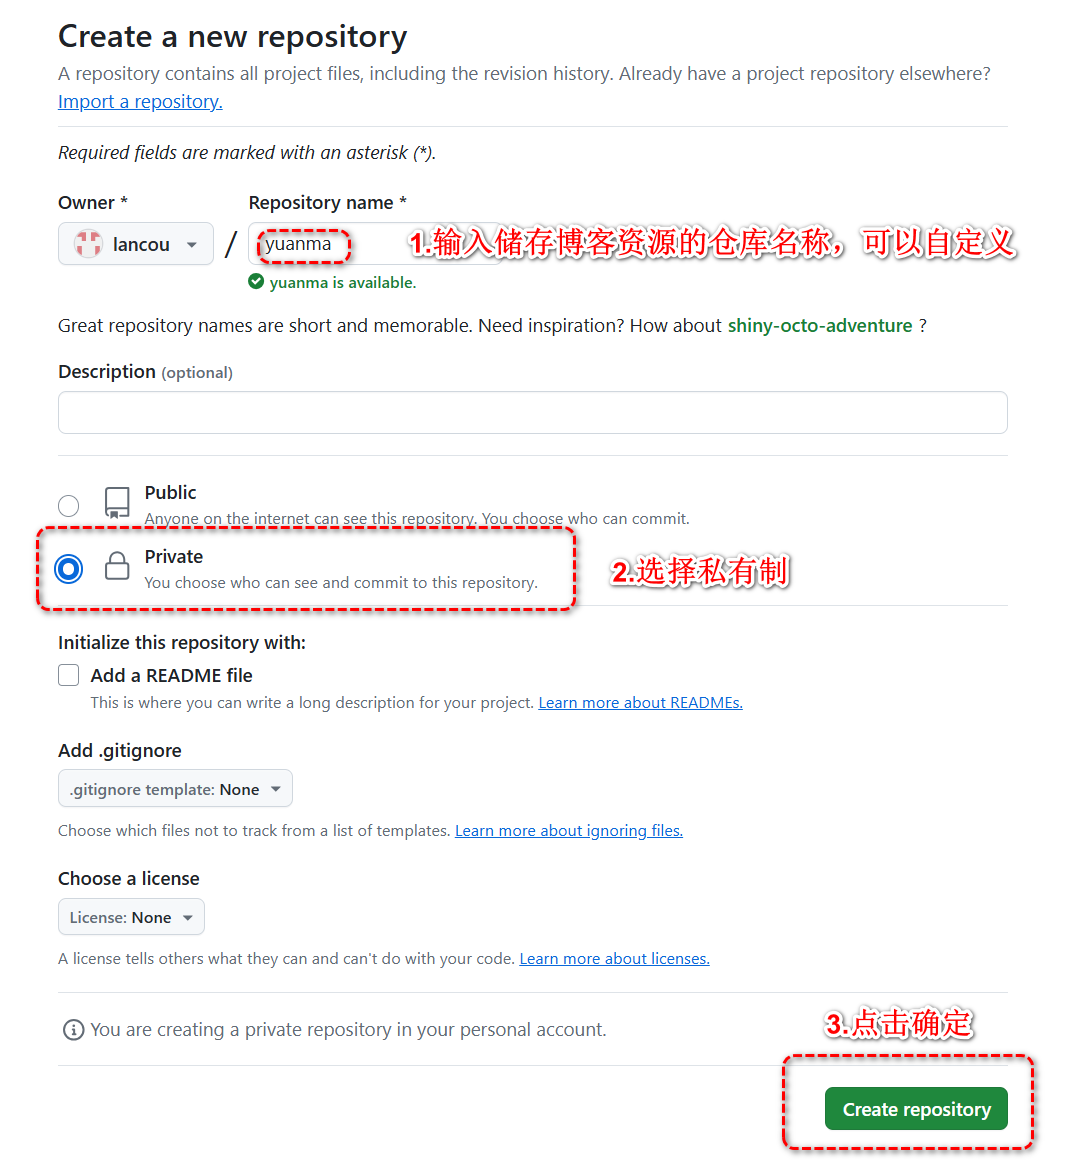 Create a new repository
A repository contains all project files, including the revision history. Already have a project repository elsewhere?
Import a repository.
Required fields are marked with an asterisk (*).
Owner *
Repository name *
lancou
/
yuanma
1.输入储存博客资源的仓库名称，可以自定义
yuanma is available.
Great repository names are short and memorable. Need inspiration? How about shiny-octo-adventure ?
Description (optional)
Public
Anyone on the internet can see this repository. You choose who can commit.
Private
You choose who can see and commit to this repository.
2.选择私有制
Initialize this repository with:
Add a README file
This is where you can write a long description for your project. Learn more about READMEs.
Add .gitignore
.gitignore template: None
Choose which files not to track from a list of templates. Learn more about ignoring files.
Choose a license
License: None
A license tells others what they can and can't do with your code. Learn more about licenses.
You are creating a private repository in your personal account.
3.点击确定
Create repository